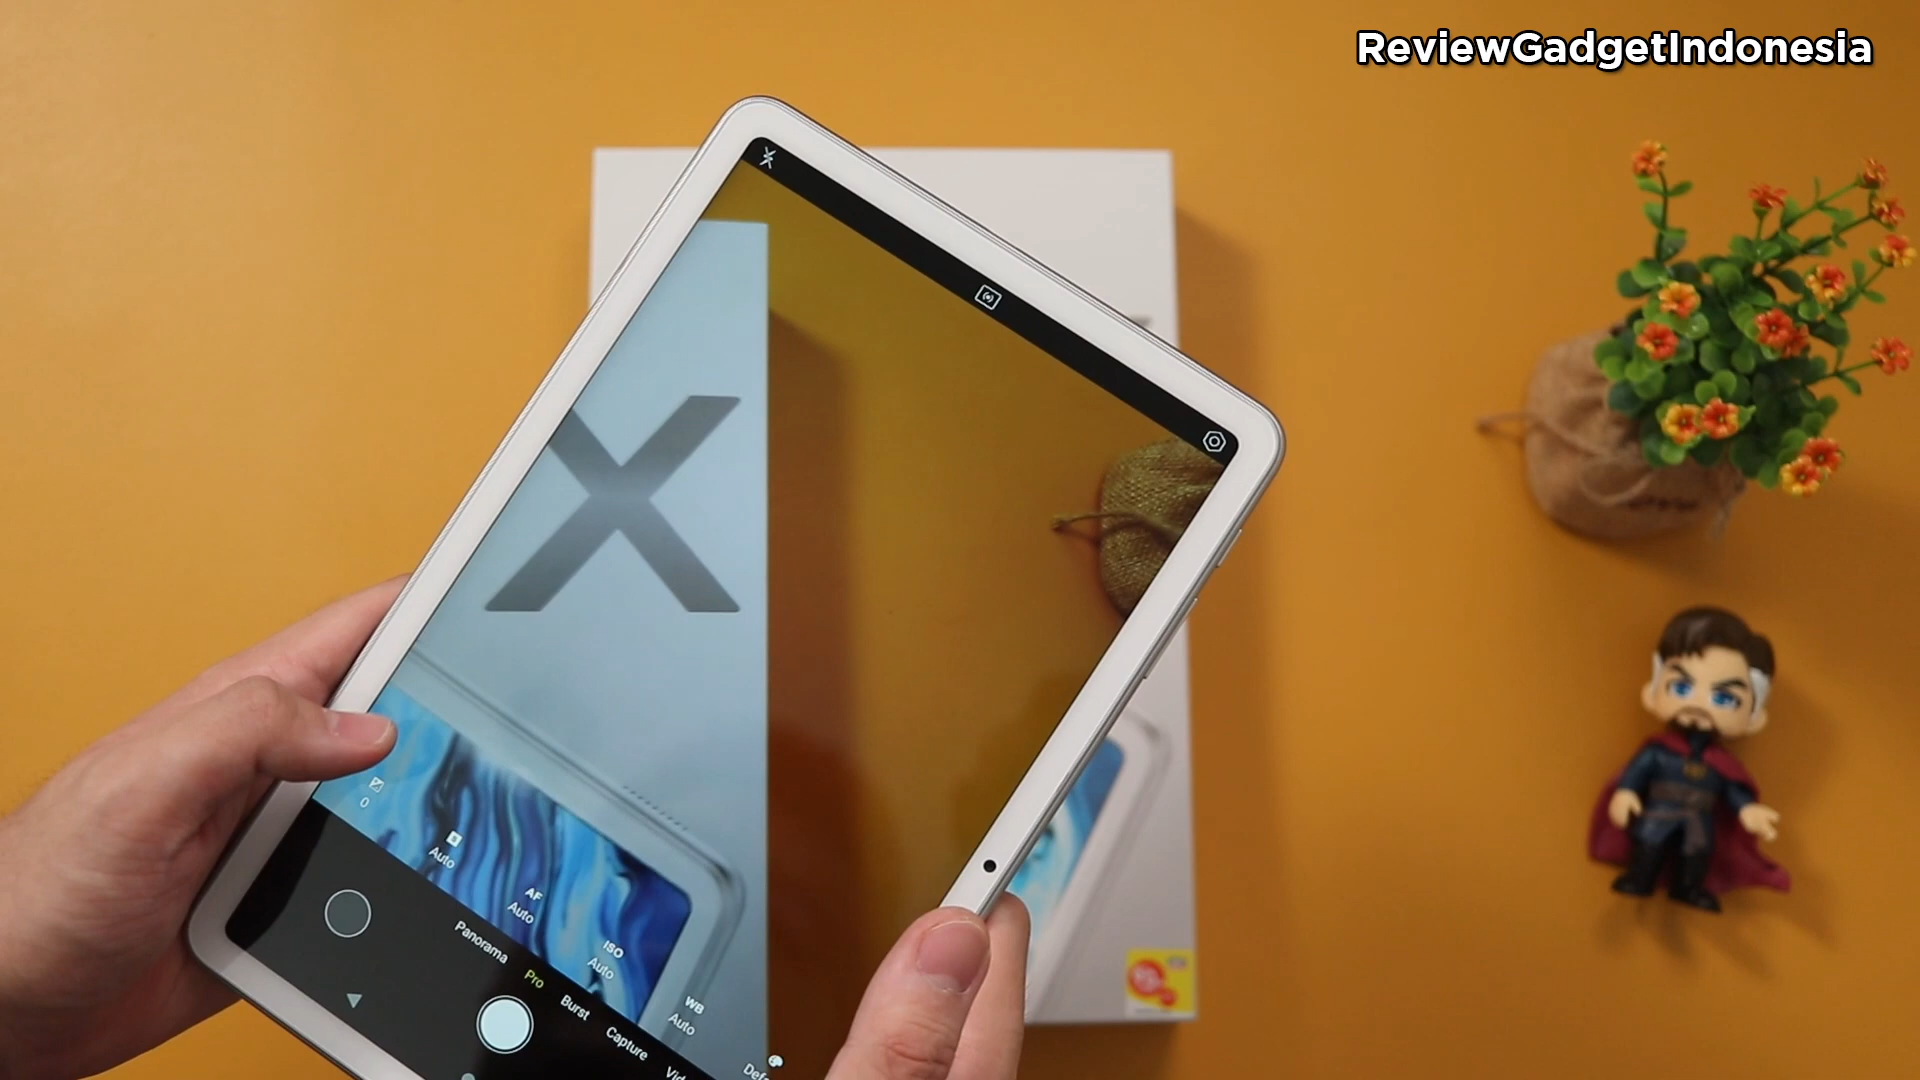 ReviewGadgetIndonesia
X
0
Auto
AF
Auto
ISO
Auto
WB
Auto
Panorama
Pro
Burst
Capture